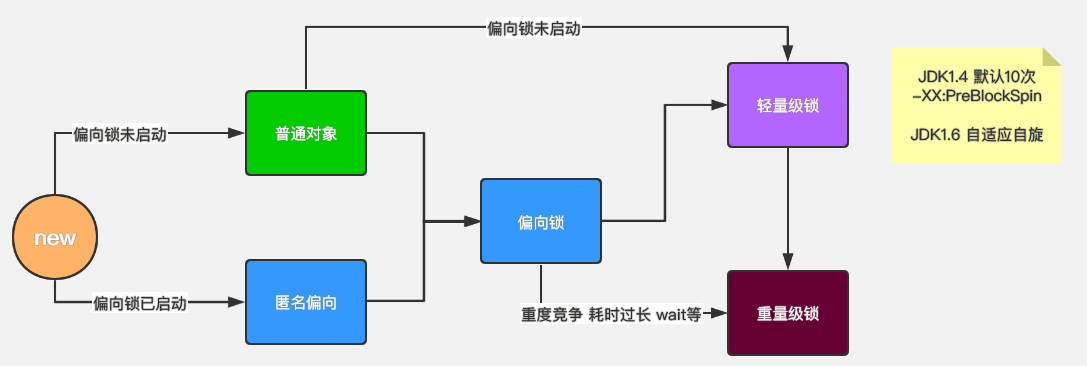 偏向锁未启动
JDK1.4 默认10次
-XX:PreBlockSpin
JDK1.6 自适应自旋
轻量级锁
偏向锁未启动
普通对象
偏向锁
new
偏向锁已启动
匿名偏向
重度竞争 耗时过长 wait等
重量级锁